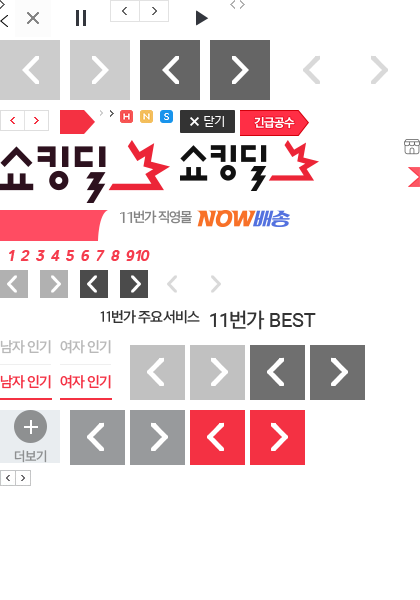 H N S
✕ 닫기
긴급공수
쇼킹딜 쇼킹딜
11번가 직영몰 NOW배송
1 2 3 4 5 6 7 8 9 10
11번가 주요서비스 11번가 BEST
남자 인기 여자 인기
남자 인기 여자 인기
더보기